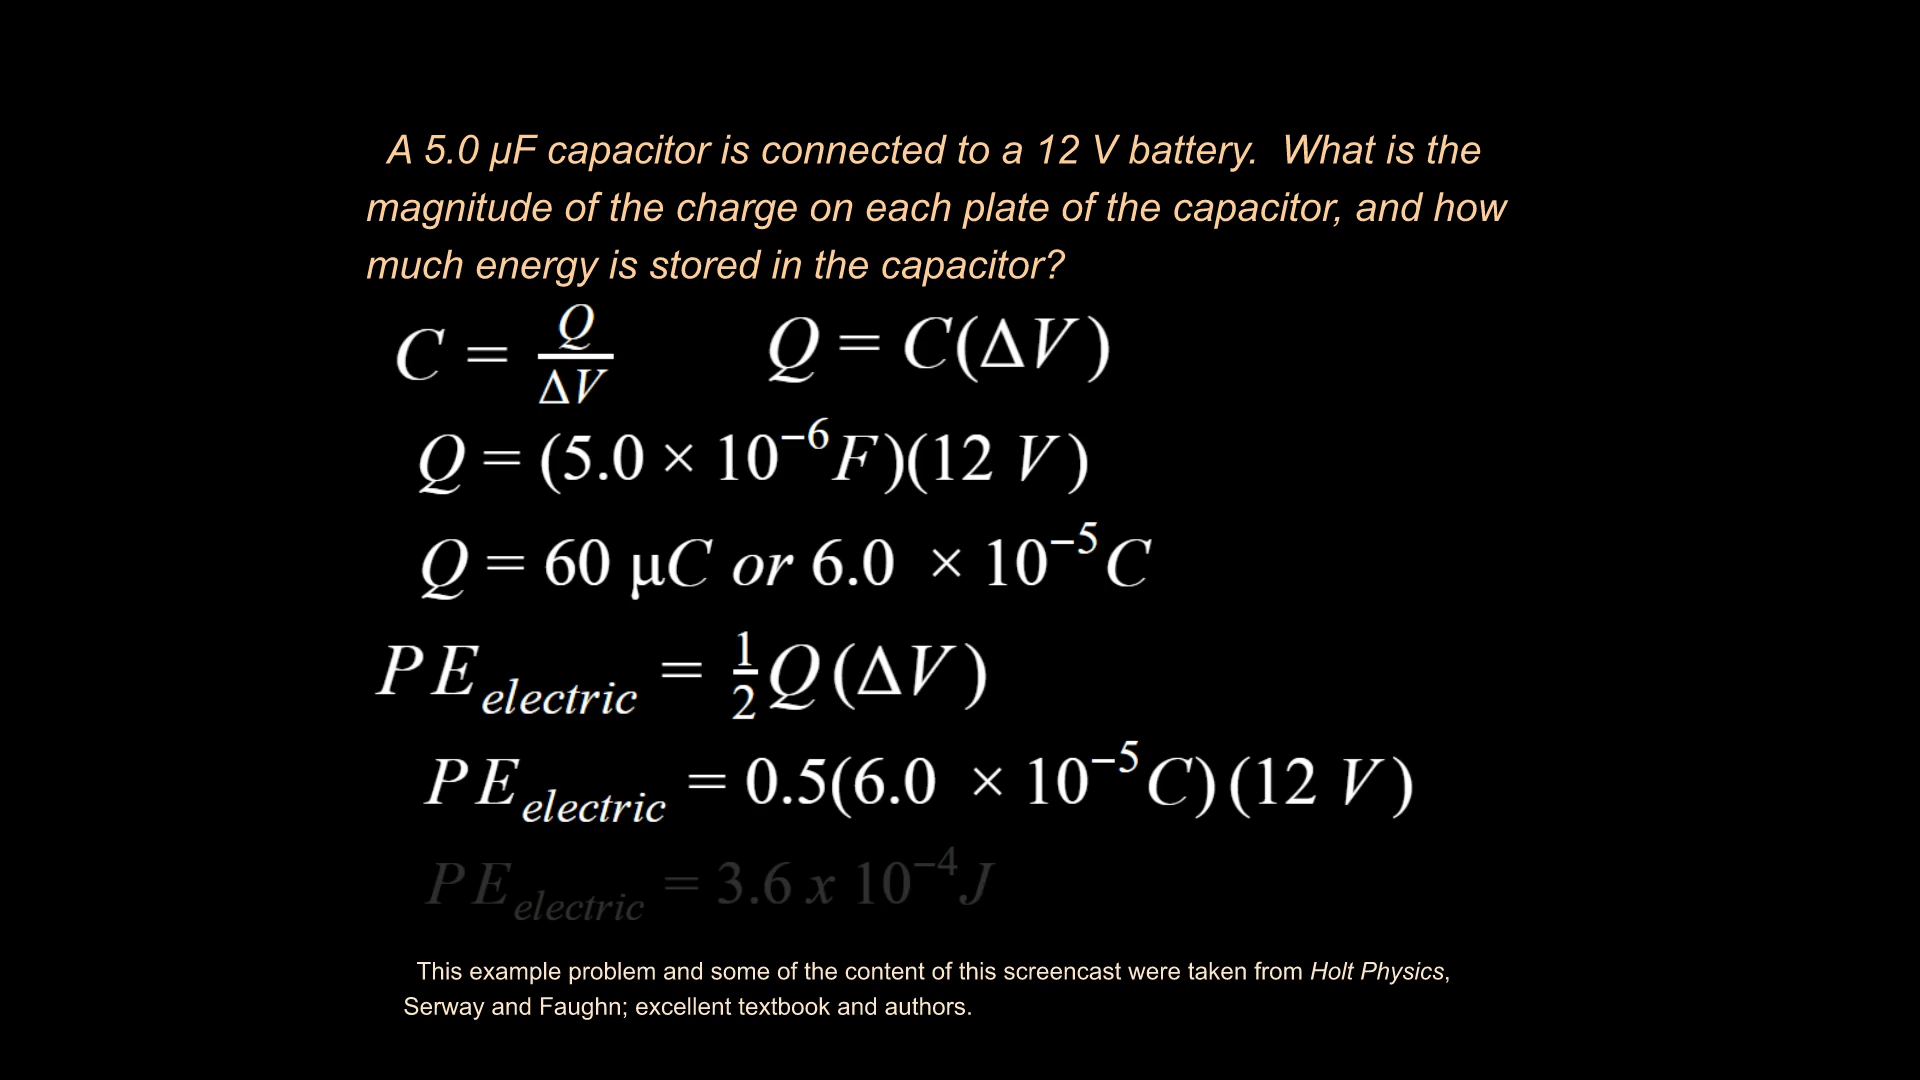 A 5.0 µF capacitor is connected to a 12 V battery.  What is the
magnitude of the charge on each plate of the capacitor, and how
much energy is stored in the capacitor?
C = Q/ΔV    Q = C(ΔV)
Q = (5.0 × 10⁻⁶F)(12 V)
Q = 60 µC or 6.0 × 10⁻⁵C
PE_electric = ½Q(ΔV)
PE_electric = 0.5(6.0 × 10⁻⁵C)(12 V)
PE_electric = 3.6 x 10⁻⁴J
This example problem and some of the content of this screencast were taken from Holt Physics,
Serway and Faughn; excellent textbook and authors.